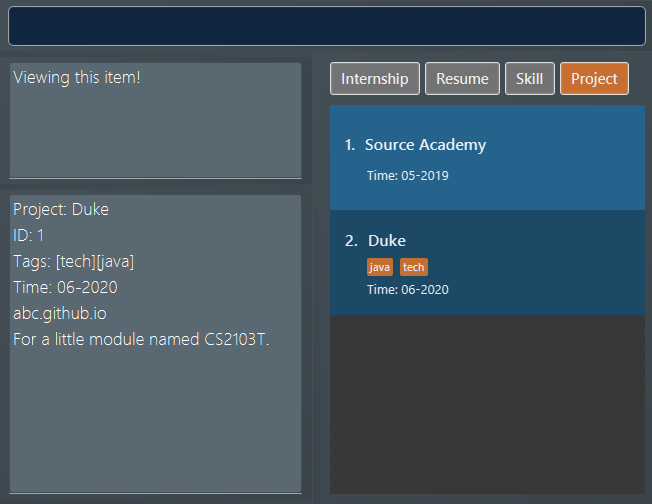 Viewing this item!
Project: Duke
ID: 1
Tags: [tech][java]
Time: 06-2020
abc.github.io
For a little module named CS2103T.
Internship Resume Skill Project
1. Source Academy
Time: 05-2019
2. Duke
java tech
Time: 06-2020